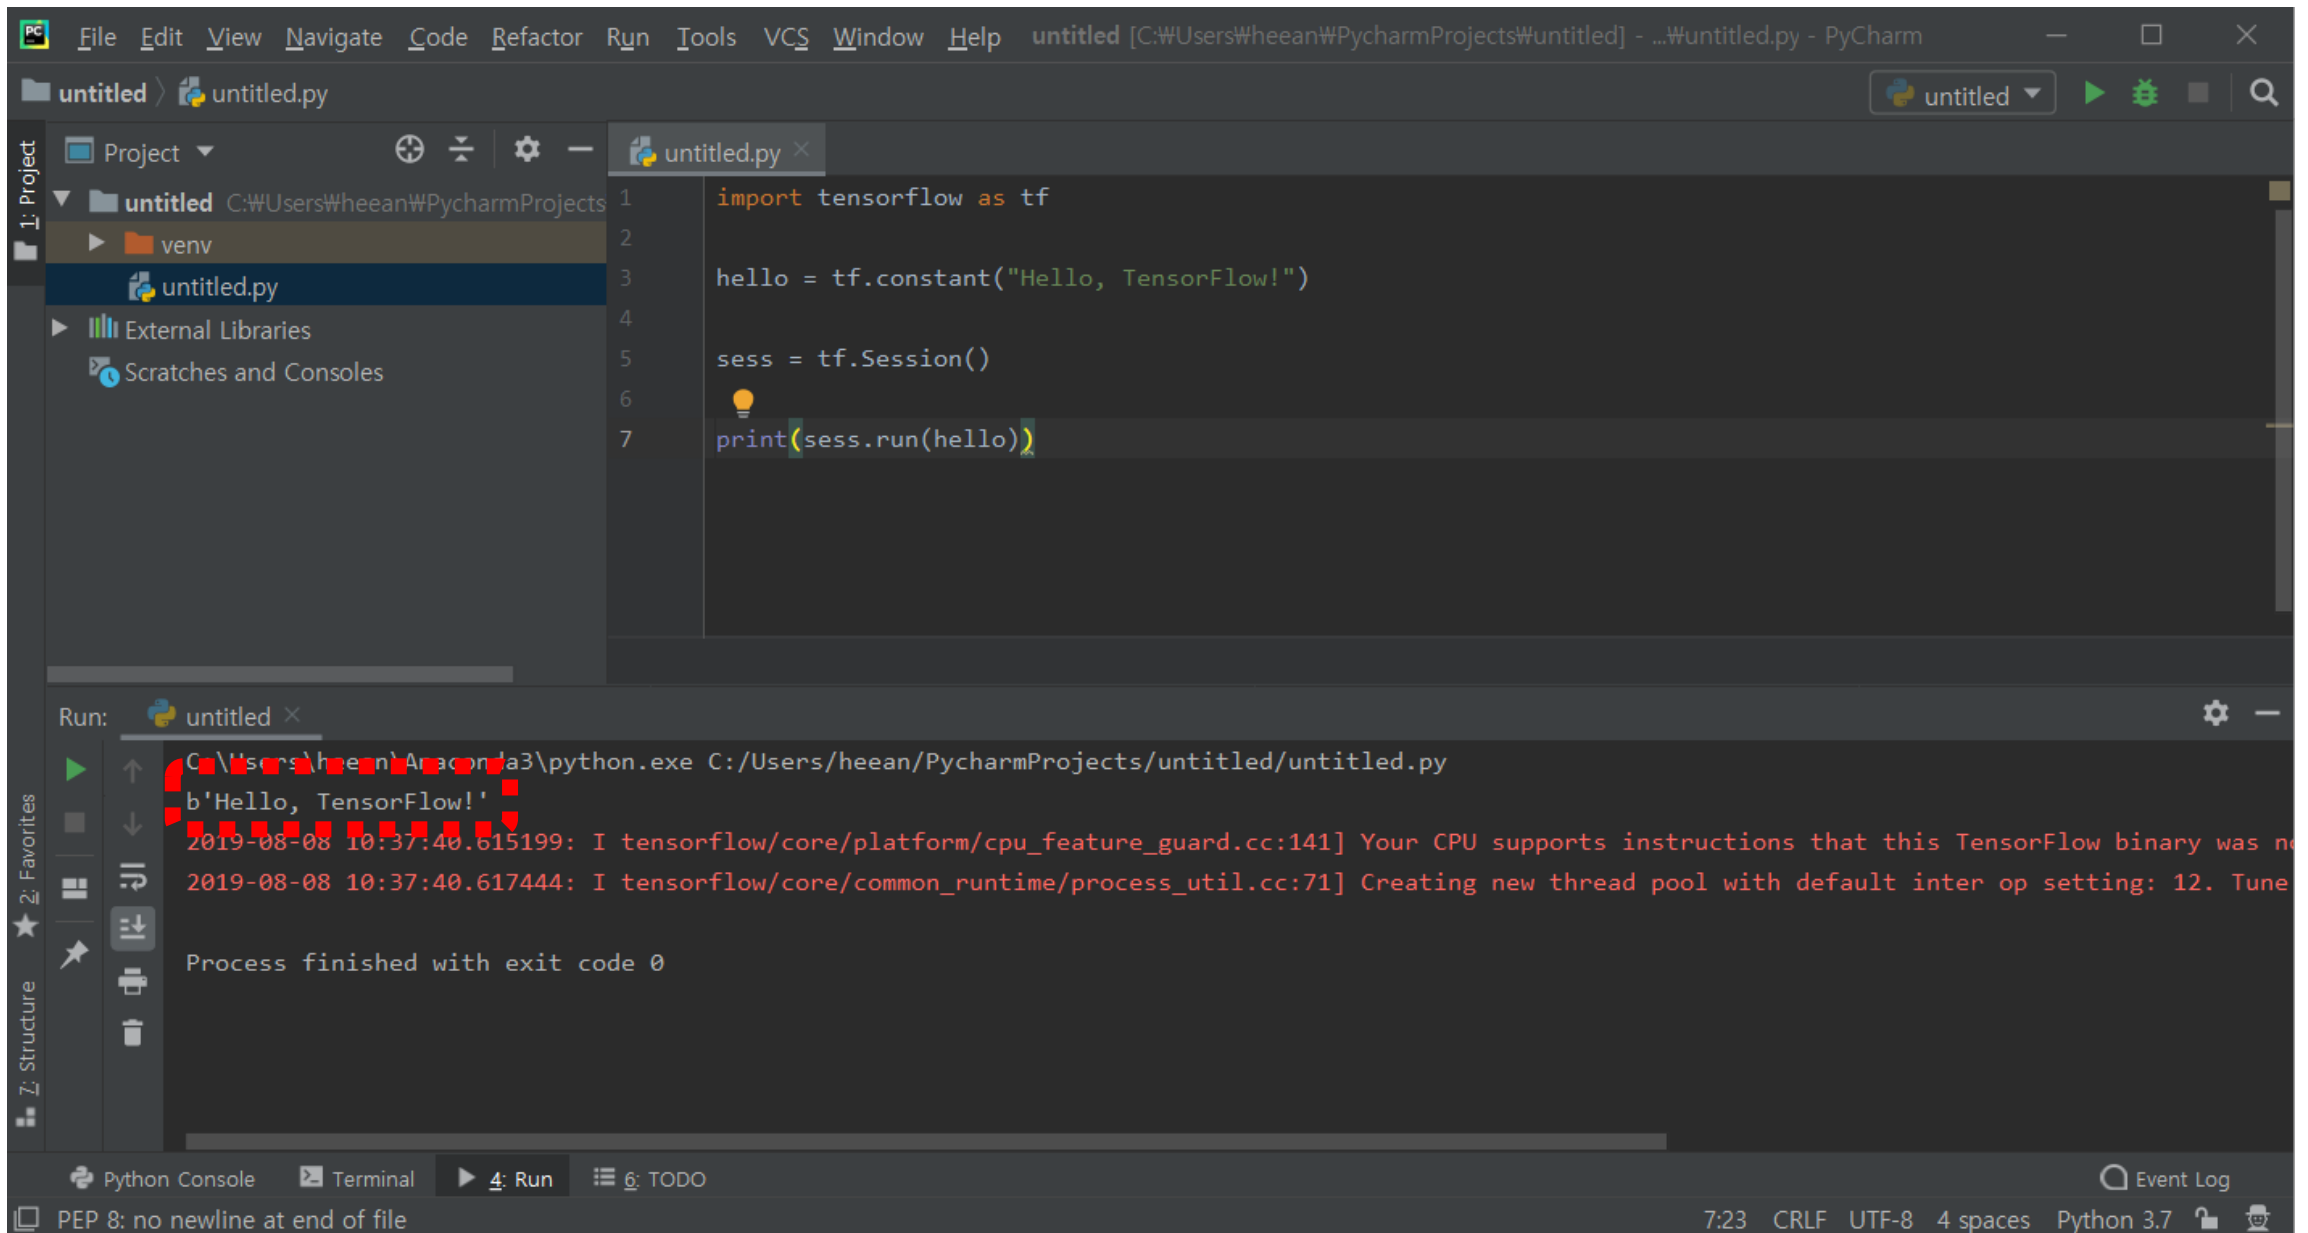 PC File Edit View Navigate Code Refactor Run Tools VCS Window Help untitled [C:₩Users₩heean₩PycharmProjects₩untitled] - ...₩untitled.py - PyCharm
untitled untitled.py
untitled
1: Project
Project
untitled.py
untitled C:₩Users₩heean₩PycharmProjects
venv
untitled.py
External Libraries
Scratches and Consoles
1 import tensorflow as tf
2
3 hello = tf.constant("Hello, TensorFlow!")
4
5 sess = tf.Session()
6
7 print(sess.run(hello))
Run: untitled
C:\Users\heean\Anaconda3\python.exe C:/Users/heean/PycharmProjects/untitled/untitled.py
b'Hello, TensorFlow!'
2019-08-08 10:37:40.615199: I tensorflow/core/platform/cpu_feature_guard.cc:141] Your CPU supports instructions that this TensorFlow binary was
2019-08-08 10:37:40.617444: I tensorflow/core/common_runtime/process_util.cc:71] Creating new thread pool with default inter op setting: 12. Tune
Process finished with exit code 0
2: Favorites
7: Structure
Python Console Terminal 4: Run 6: TODO Event Log
PEP 8: no newline at end of file 7:23 CRLF UTF-8 4 spaces Python 3.7